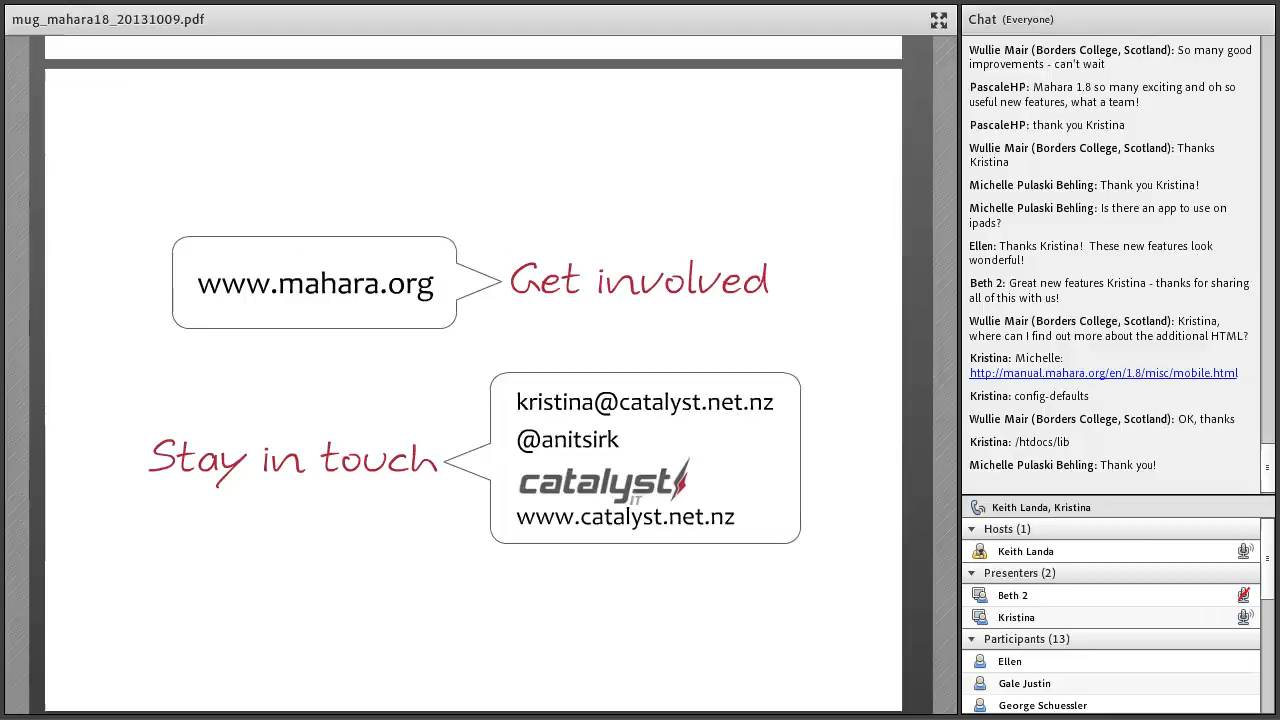 mug_mahara18_20131009.pdf
www.mahara.org
Get involved
Stay in touch
kristina@catalyst.net.nz
@anitsirk
catalyst IT
www.catalyst.net.nz
Chat (Everyone)
Wullie Mair (Borders College, Scotland): So many good
improvements - can't wait
PascaleHP: Mahara 1.8 so many exciting and oh so
useful new features, what a team!
PascaleHP: thank you Kristina
Wullie Mair (Borders College, Scotland): Thanks
Kristina
Michelle Pulaski Behling: Thank you Kristina!
Michelle Pulaski Behling: Is there an app to use on
ipads?
Ellen: Thanks Kristina!  These new features look
wonderful!
Beth 2: Great new features Kristina - thanks for sharing
all of this with us!
Wullie Mair (Borders College, Scotland): Kristina,
where can I find out more about the additional HTML?
Kristina: Michelle:
http://manual.mahara.org/en/1.8/misc/mobile.html
Kristina: config-defaults
Wullie Mair (Borders College, Scotland): OK, thanks
Kristina: /htdocs/lib
Michelle Pulaski Behling: Thank you!
Keith Landa, Kristina
Hosts (1)
Keith Landa
Presenters (2)
Beth 2
Kristina
Participants (13)
Ellen
Gale Justin
George Schuessler